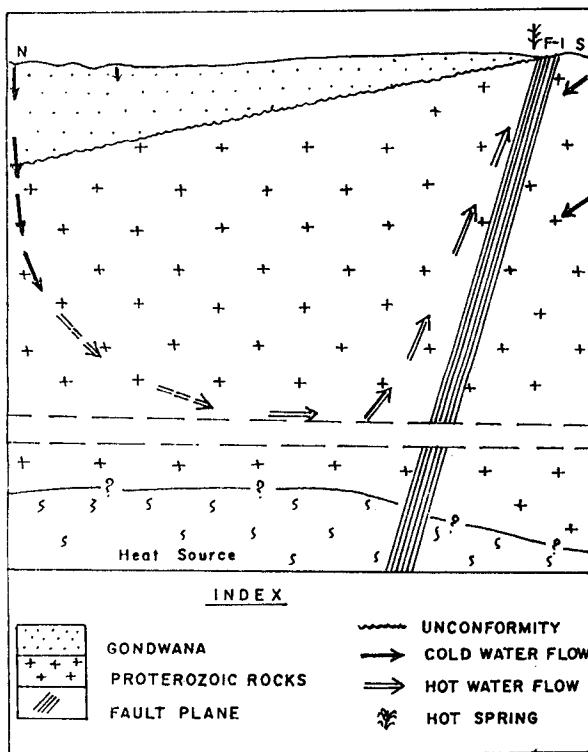 N F-1 S
? ? ? ?
Heat Source
INDEX
GONDWANA
PROTEROZOIC ROCKS
FAULT PLANE
UNCONFORMITY
COLD WATER FLOW
HOT WATER FLOW
HOT SPRING